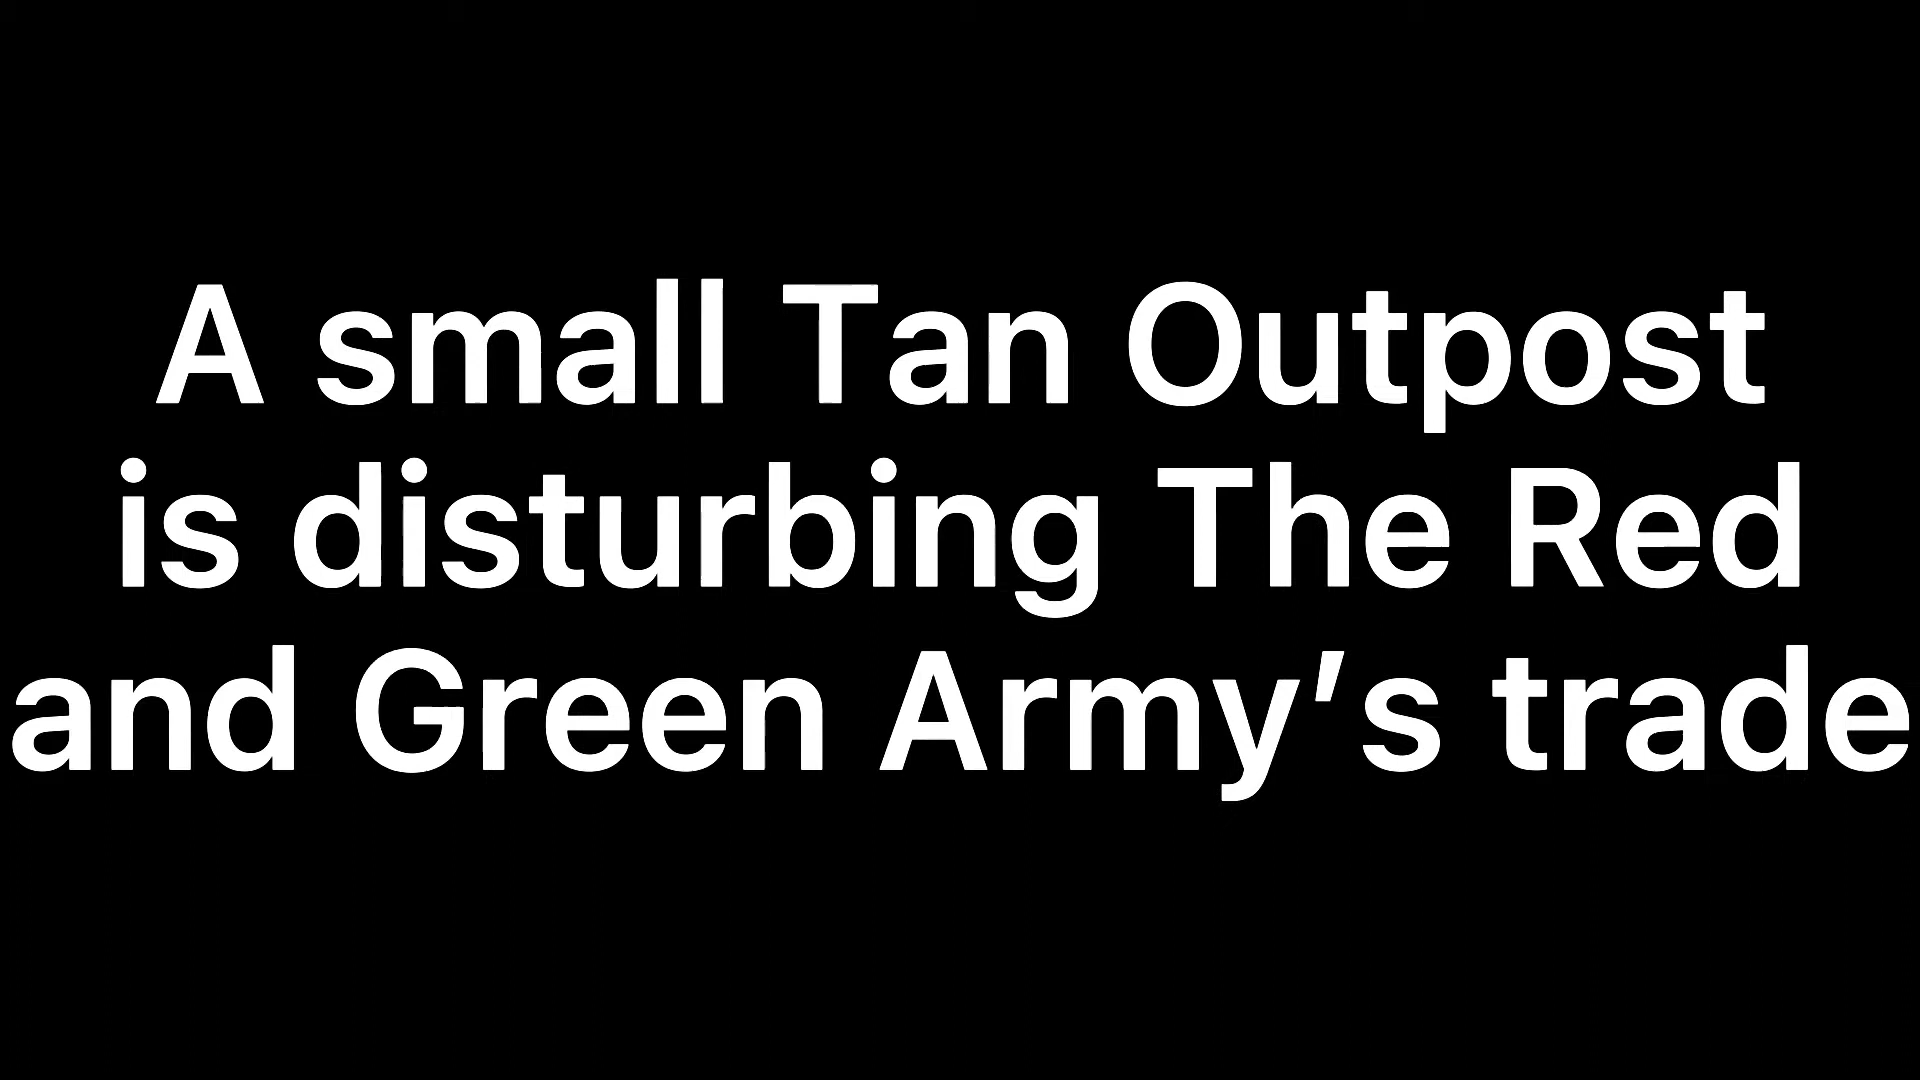 A small Tan Outpost
is disturbing The Red
and Green Army’s trade